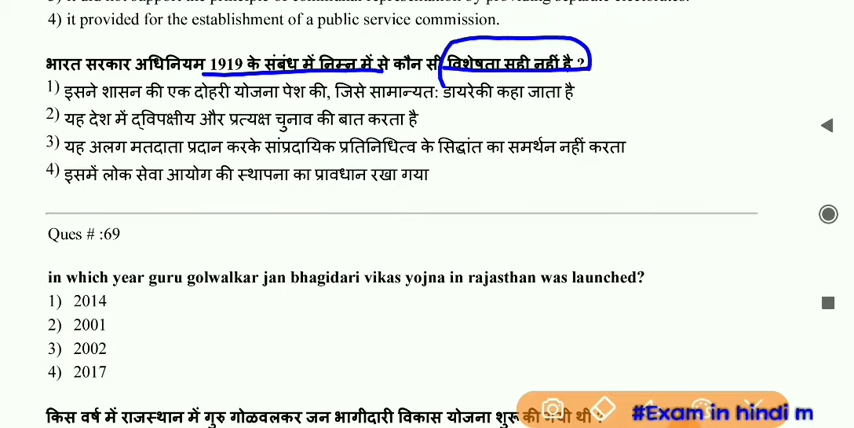 4) it provided for the establishment of a public service commission.
भारत सरकार अधिनियम 1919 के संबंध में निम्न में से कौन सी विशेषता सही नहीं है ?
1) इसने शासन की एक दोहरी योजना पेश की, जिसे सामान्यतः डायरेकी कहा जाता है
2) यह देश में द्विपक्षीय और प्रत्यक्ष चुनाव की बात करता है
3) यह अलग मतदाता प्रदान करके सांप्रदायिक प्रतिनिधित्व के सिद्धांत का समर्थन नहीं करता
4) इसमें लोक सेवा आयोग की स्थापना का प्रावधान रखा गया
Ques # :69
in which year guru golwalkar jan bhagidari vikas yojna in rajasthan was launched?
1) 2014
2) 2001
3) 2002
4) 2017
किस वर्ष में राजस्थान में गुरु गोळवलकर जन भागीदारी विकास योजना शुरू की गयी थी ?
#Exam in hindi m